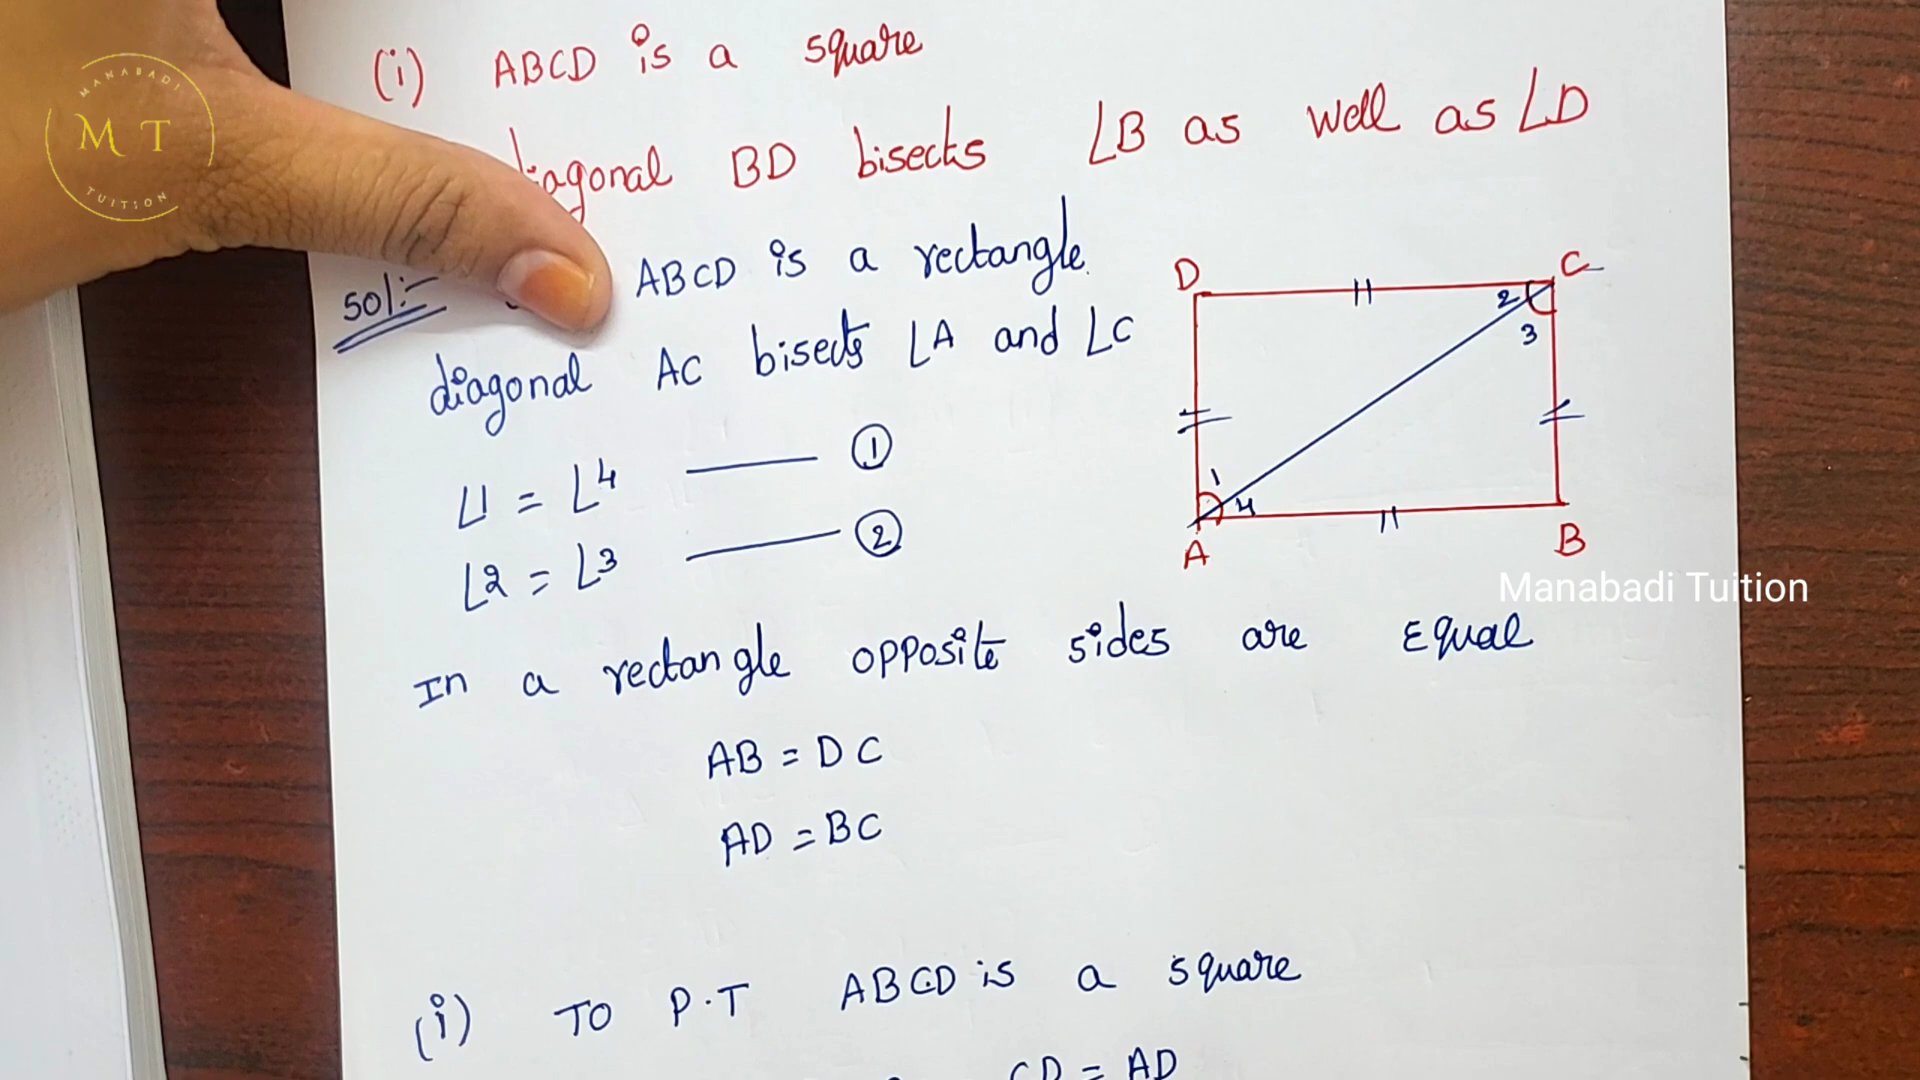 (i) ABCD is a square
diagonal BD bisects ∠B as well as ∠D
MANABADI
M T
TUITION
Sol:- ABCD is a rectangle.
diagonal AC bisects ∠A and ∠C
∠1 = ∠4 —— ①
∠2 = ∠3 —— ②
D
C
2
3
1
4
A
B
Manabadi Tuition
In a rectangle opposite sides are Equal
AB = DC
AD = BC
(i) TO P.T ABCD is a square
CD = AD